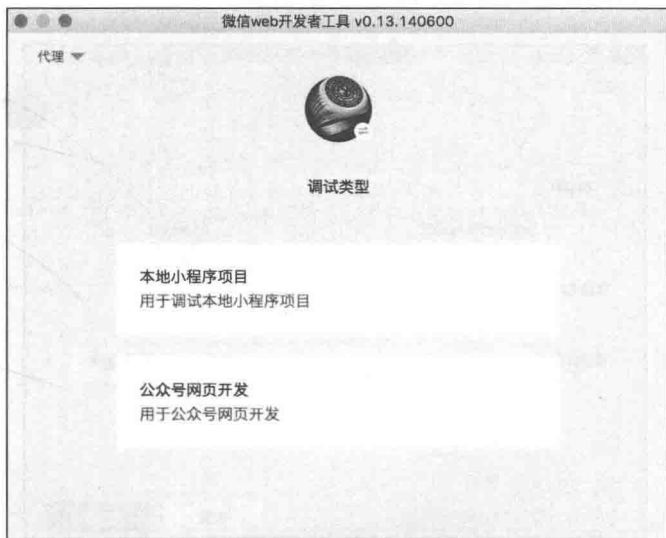 微信web开发者工具 v0.13.140600
代理
调试类型
本地小程序项目
用于调试本地小程序项目
公众号网页开发
用于公众号网页开发